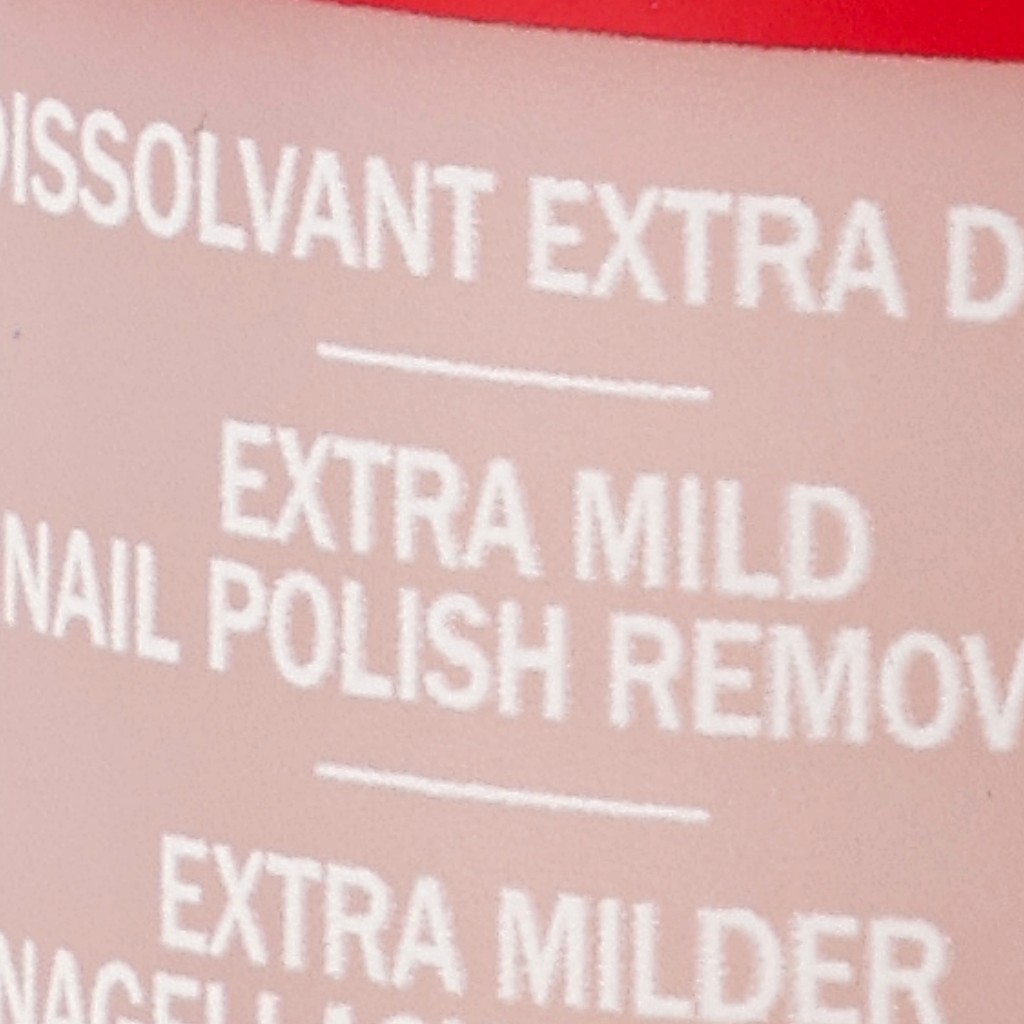 DISSOLVANT EXTRA D
EXTRA MILD
NAIL POLISH REMOV
EXTRA MILDER